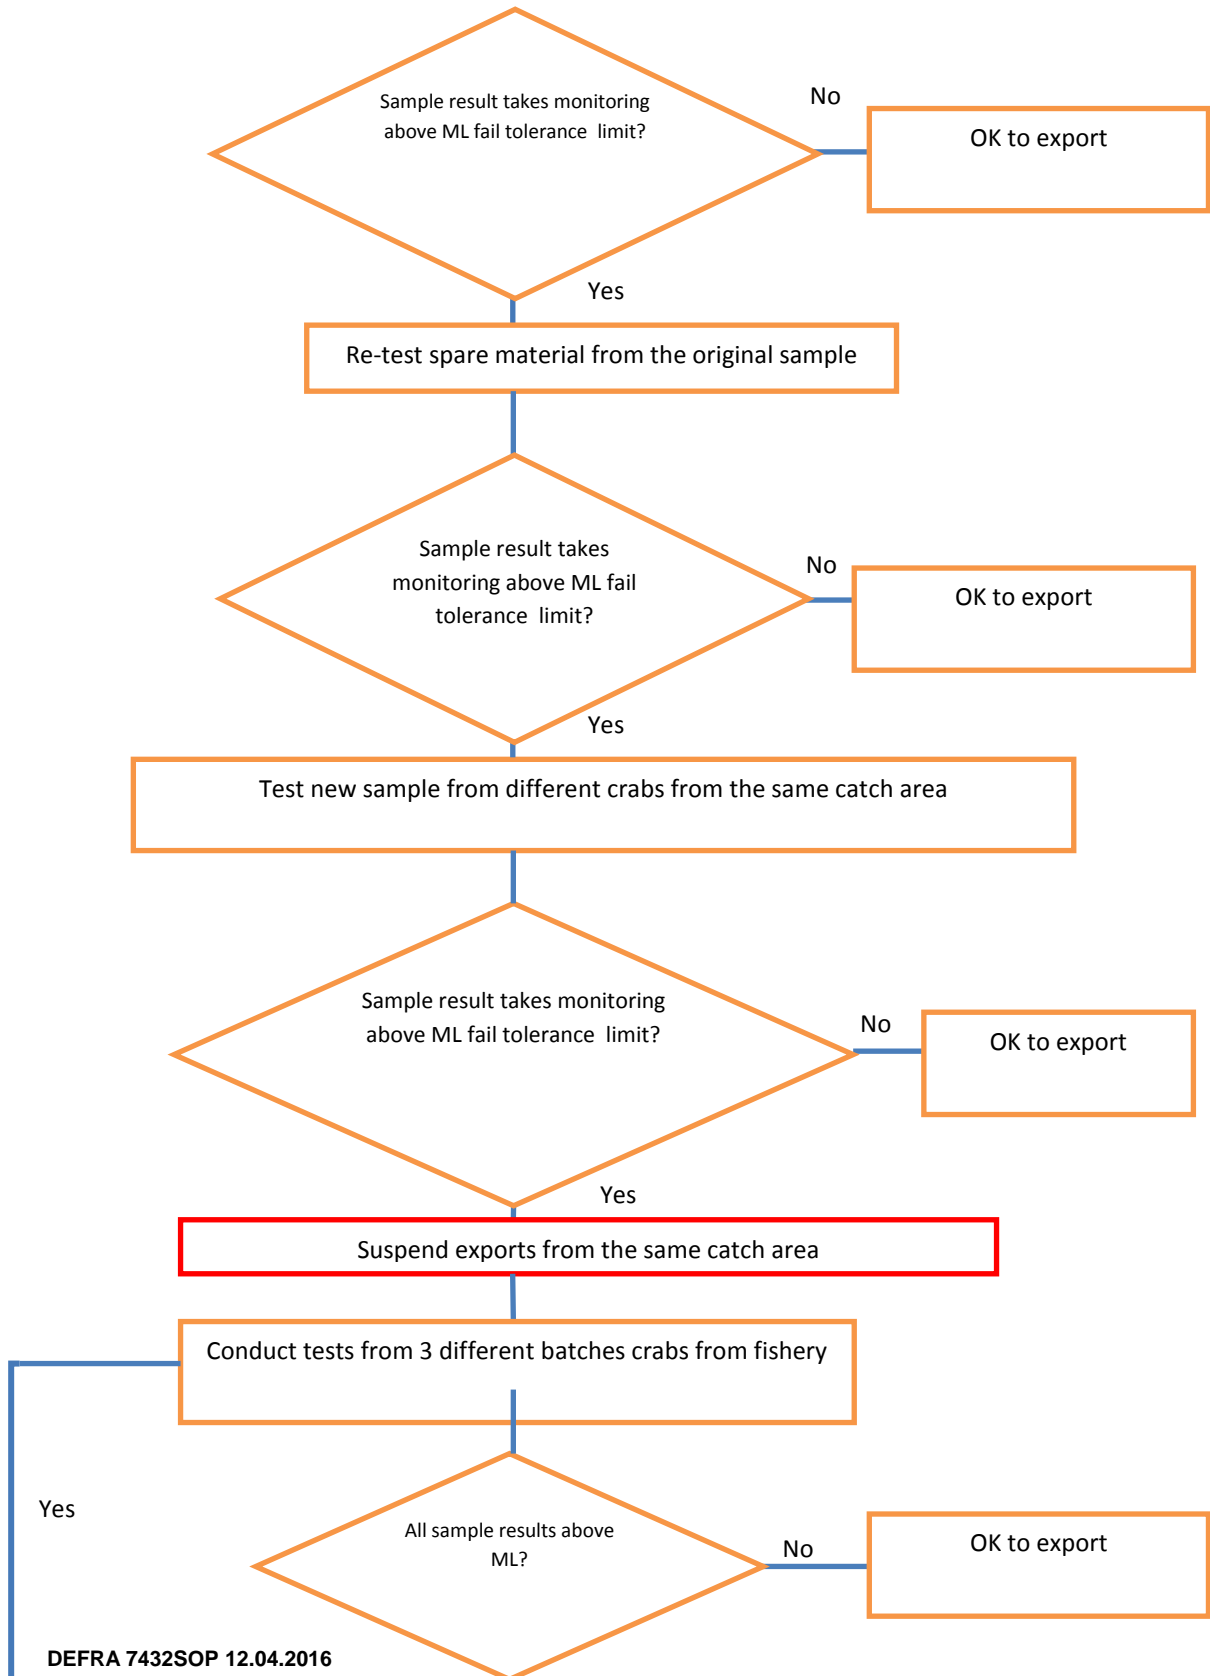 Sample result takes monitoring
above ML fail tolerance limit?
No
OK to export
Yes
Re-test spare material from the original sample
Sample result takes
monitoring above ML fail
tolerance limit?
No
OK to export
Yes
Test new sample from different crabs from the same catch area
Sample result takes monitoring
above ML fail tolerance limit?
No
OK to export
Yes
Suspend exports from the same catch area
Conduct tests from 3 different batches crabs from fishery
Yes
All sample results above
ML?
No
OK to export
DEFRA 7432SOP 12.04.2016